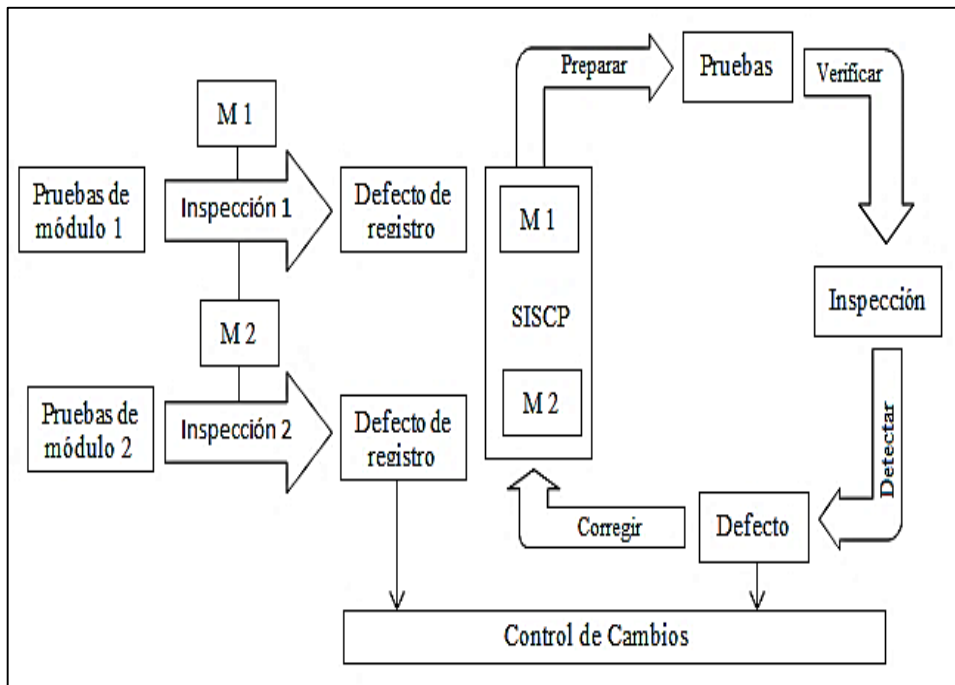 M 1
Pruebas de
módulo 1
Inspección 1
Defecto de
registro
M 2
Pruebas de
módulo 2
Inspección 2
Defecto de
registro
M 1
SISCP
M 2
Preparar
Pruebas
Verificar
Inspección
Detectar
Defecto
Corregir
Control de Cambios